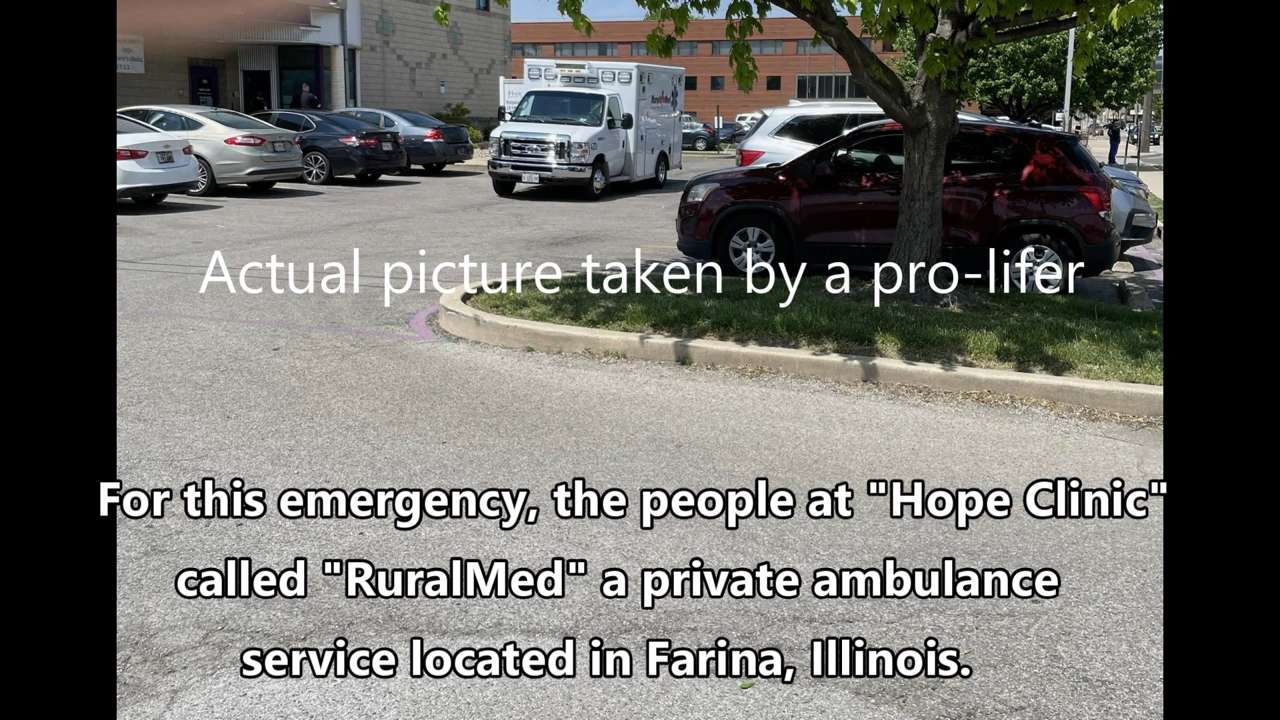 Actual picture taken by a pro-lifer
For this emergency, the people at "Hope Clinic"
called "RuralMed" a private ambulance
service located in Farina, Illinois.